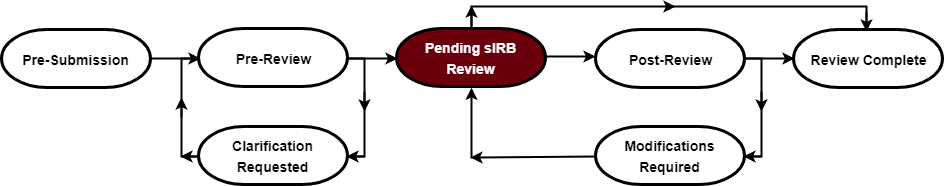 Pre-Submission
Pre-Review
Pending sIRB
Review
Post-Review
Review Complete
Clarification
Requested
Modifications
Required